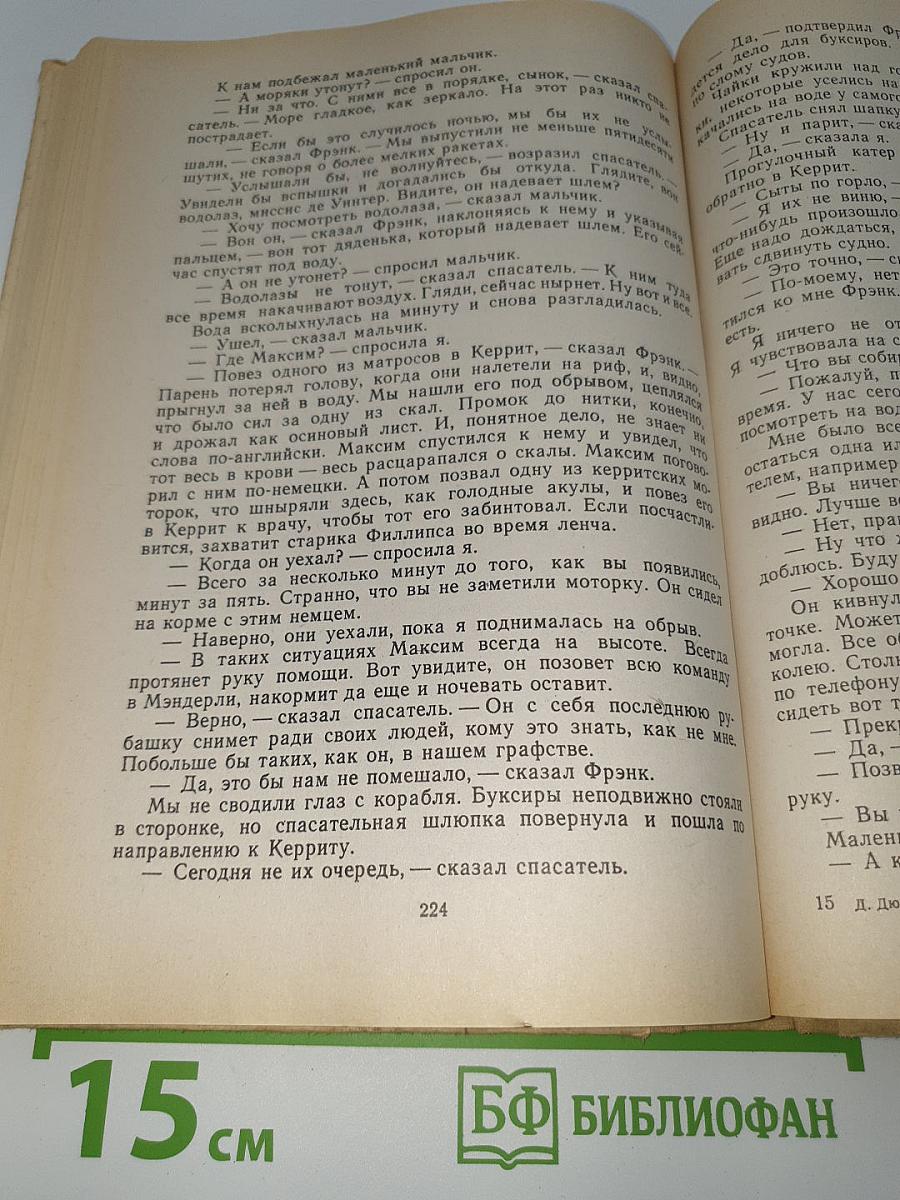 К нам подбежал маленький мальчик.
— А моряки утонут? — спросил он.
— Ни за что. С ними все в порядке, сынок, — сказал спа-
сатель. — Море гладкое, как зеркало. На этот раз никто не
пострадает.
— Если бы это случилось ночью, мы бы их не услы-
шали, — сказал Фрэнк. — Мы выпустили не меньше пятидесяти
шутих, не говоря о более мелких ракетах.
— Услышали бы, не волнуйтесь, — возразил спасатель. —
Увидели бы вспышки и догадались бы откуда. Глядите, вон
водолаз, миссис де Уинтер. Видите, он надевает шлем?
— Хочу посмотреть водолаза, — сказал мальчик.
— Вон он, — сказал Фрэнк, наклоняясь к нему и указывая
пальцем, — вон тот дяденька, который надевает шлем. Его сей-
час спустят под воду.
— А он не утонет? — спросил мальчик.
— Водолазы не тонут, — сказал спасатель. — К ним туда
все время накачивают воздух. Гляди, сейчас нырнет. Ну вот и все.
Вода всколыхнулась на минуту и снова разгладилась.
— Ушел, — сказал мальчик.
— Где Максим? — спросила я.
— Повез одного из матросов в Керрит, — сказал Фрэнк. —
Парень потерял голову, когда они налетели на риф, и, видно,
прыгнул за ней в воду. Мы нашли его под обрывом, цеплялся
что было сил за одну из скал. Промок до нитки, конечно,
и дрожал как осиновый лист. И, понятное дело, не знает ни
слова по-английски. Максим спустился к нему и увидел, что
тот весь в крови — весь расцарапался о скалы. Максим погово-
рил с ним по-немецки. А потом позвал одну из керритских мо-
торок, что шныряли здесь, как голодные акулы, и повез его
в Керрит к врачу, чтобы тот его забинтовал. Если посчастли-
вится, захватит старика Филлипса во время ленча.
— Когда он уехал? — спросила я.
— Всего за несколько минут до того, как вы появились,
минут за пять. Странно, что вы не заметили моторку. Он сидел
на корме с этим немцем.
— Наверно, они уехали, пока я поднималась на обрыв.
— В таких ситуациях Максим всегда на высоте. Всегда
протянет руку помощи. Вот увидите, он позовет всю команду
в Мэндерли, накормит да еще и ночевать оставит.
— Верно, — сказал спасатель. — Он с себя последнюю ру-
башку снимет ради своих людей, кому это знать, как не мне.
Побольше бы таких, как он, в нашем графстве.
— Да, это бы нам не помешало, — сказал Фрэнк.
Мы не сводили глаз с корабля. Буксиры неподвижно стояли
в сторонке, но спасательная шлюпка повернула и пошла по
направлению к Керриту.
— Сегодня не их очередь, — сказал спасатель.
224
— Да, — подтвердил Фр
дется дело для буксиров.
по слому судов.
Чайки кружили над го
ки, некоторые уселись на
качались на воде у самого
Спасатель снял шапку
— Ну и парит, — ска
— Да, — сказала я.
Прогулочный катер
обратно в Керрит.
— Сыты по горло, —
— Я их не виню, —
что-нибудь произошло
Еще надо дождаться,
вать сдвинуть судно.
— Это точно, — с
— По-моему, нет
тился ко мне Фрэнк.
есть.
Я ничего не от
Я чувствовала на с
— Что вы соби
— Пожалуй, п
время. У нас сего
посмотреть на вод
Мне было все
остаться одна ил
телем, например
— Вы ничег
видно. Лучше в
— Нет, пра
— Ну что ж
доблюсь. Буду
— Хорошо
Он кивнул
точке. Может
могла. Все об
колею. Столь
по телефону
сидеть вот т
— Прекр
— Да, —
— Позв
руку.
— Вы
Мален
— А к
15 Д. Дю
15 см
БФ БИБЛИОФАН